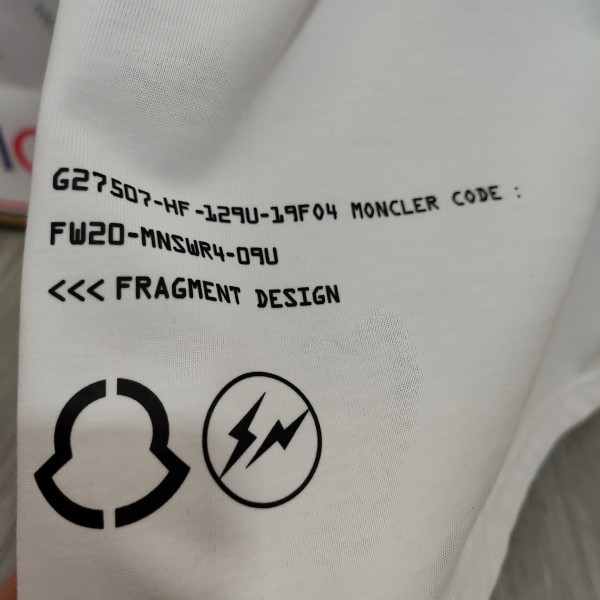 G27507-HF-129U-19F04 MONCLER CODE :
FW20-MNSWR4-09U
<<< FRAGMENT DESIGN